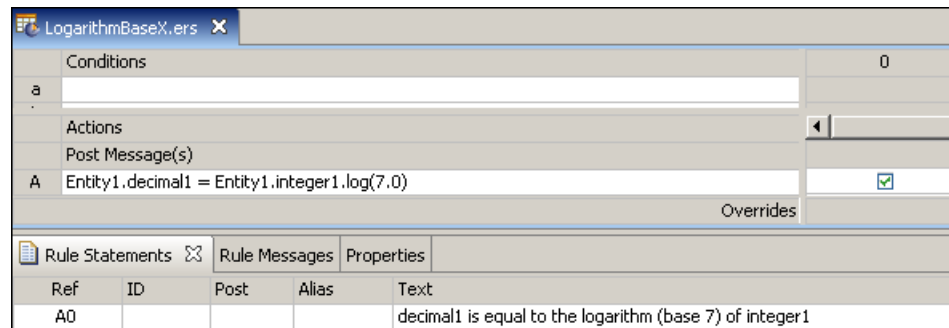 LogarithmBaseX.ers
Conditions 0
a
Actions
Post Message(s)
A Entity1.decimal1 = Entity1.integer1.log(7.0)
Overrides
Rule Statements Rule Messages Properties
Ref ID Post Alias Text
A0 decimal1 is equal to the logarithm (base 7) of integer1